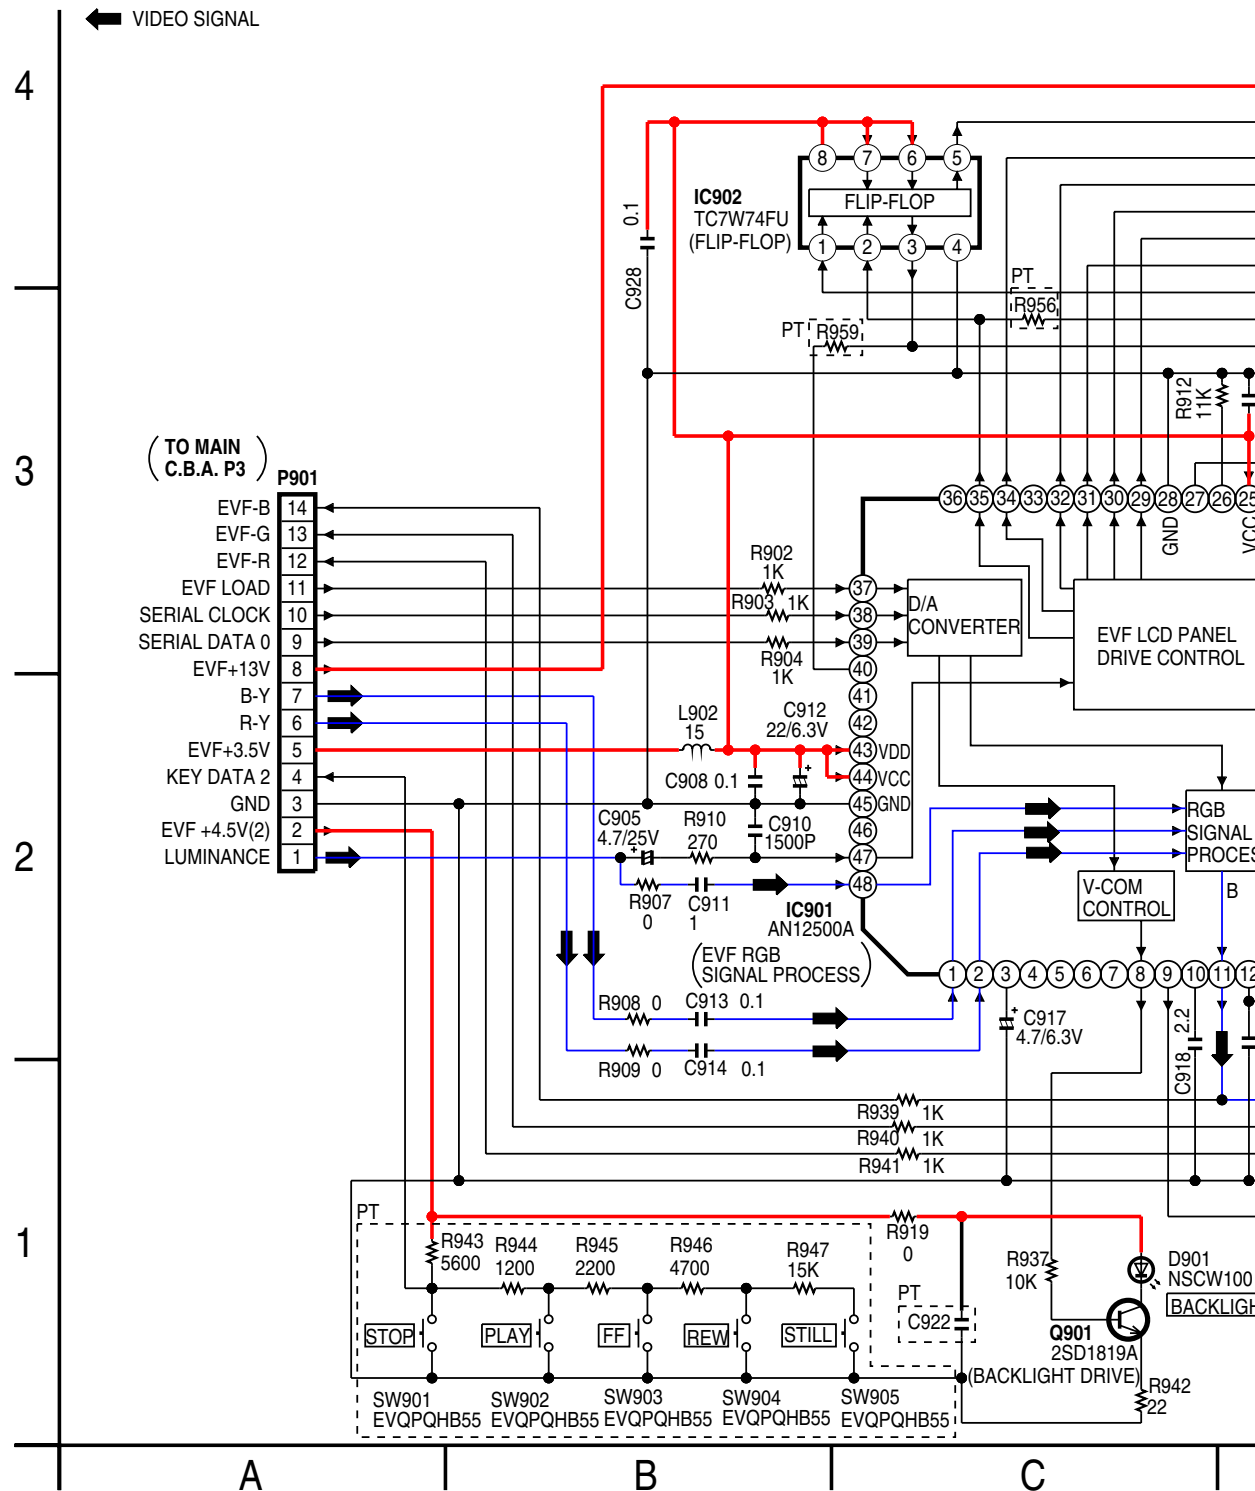 VIDEO SIGNAL
4
8 7 6 5
IC902
TC7W74FU
(FLIP-FLOP)
FLIP-FLOP
1 2 3 4
0.1
C928
PT
R956
PT
R959
R912
11K
3
(TO MAIN
C.B.A. P3)
P901
EVF-B 14
EVF-G 13
EVF-R 12
EVF LOAD 11
SERIAL CLOCK 10
SERIAL DATA 0 9
EVF+13V 8
B-Y 7
R-Y 6
EVF+3.5V 5
KEY DATA 2 4
GND 3
EVF +4.5V(2) 2
LUMINANCE 1
36 35 34 33 32 31 30 29 28 27 26 25
GND
VCC
R902
1K
R903 1K
R904
1K
37
38
39
40
41
42
43 VDD
44 VCC
45 GND
46
47
48
D/A
CONVERTER
EVF LCD PANEL
DRIVE CONTROL
L902
15
C912
22/6.3V
C908 0.1
2
C905
4.7/25V
R910
270
C910
1500P
R907
0
C911
1
IC901
AN12500A
(EVF RGB
SIGNAL PROCESS)
RGB
SIGNAL
PROCES
V-COM
CONTROL
B
1 2 3 4 5 6 7 8 9 10 11 12
R908 0
C913 0.1
R909 0
C914 0.1
C917
4.7/6.3V
C918
2.2
R939 1K
R940 1K
R941 1K
1
PT
R943
5600
R944
1200
R945
2200
R946
4700
R947
15K
R919
0
R937
10K
D901
NSCW100
BACKLIGH
PT
C922
STOP
PLAY
FF
REW
STILL
Q901
2SD1819A
(BACKLIGHT DRIVE)
R942
22
SW901
EVQPQHB55
SW902
EVQPQHB55
SW903
EVQPQHB55
SW904
EVQPQHB55
SW905
EVQPQHB55
A B C